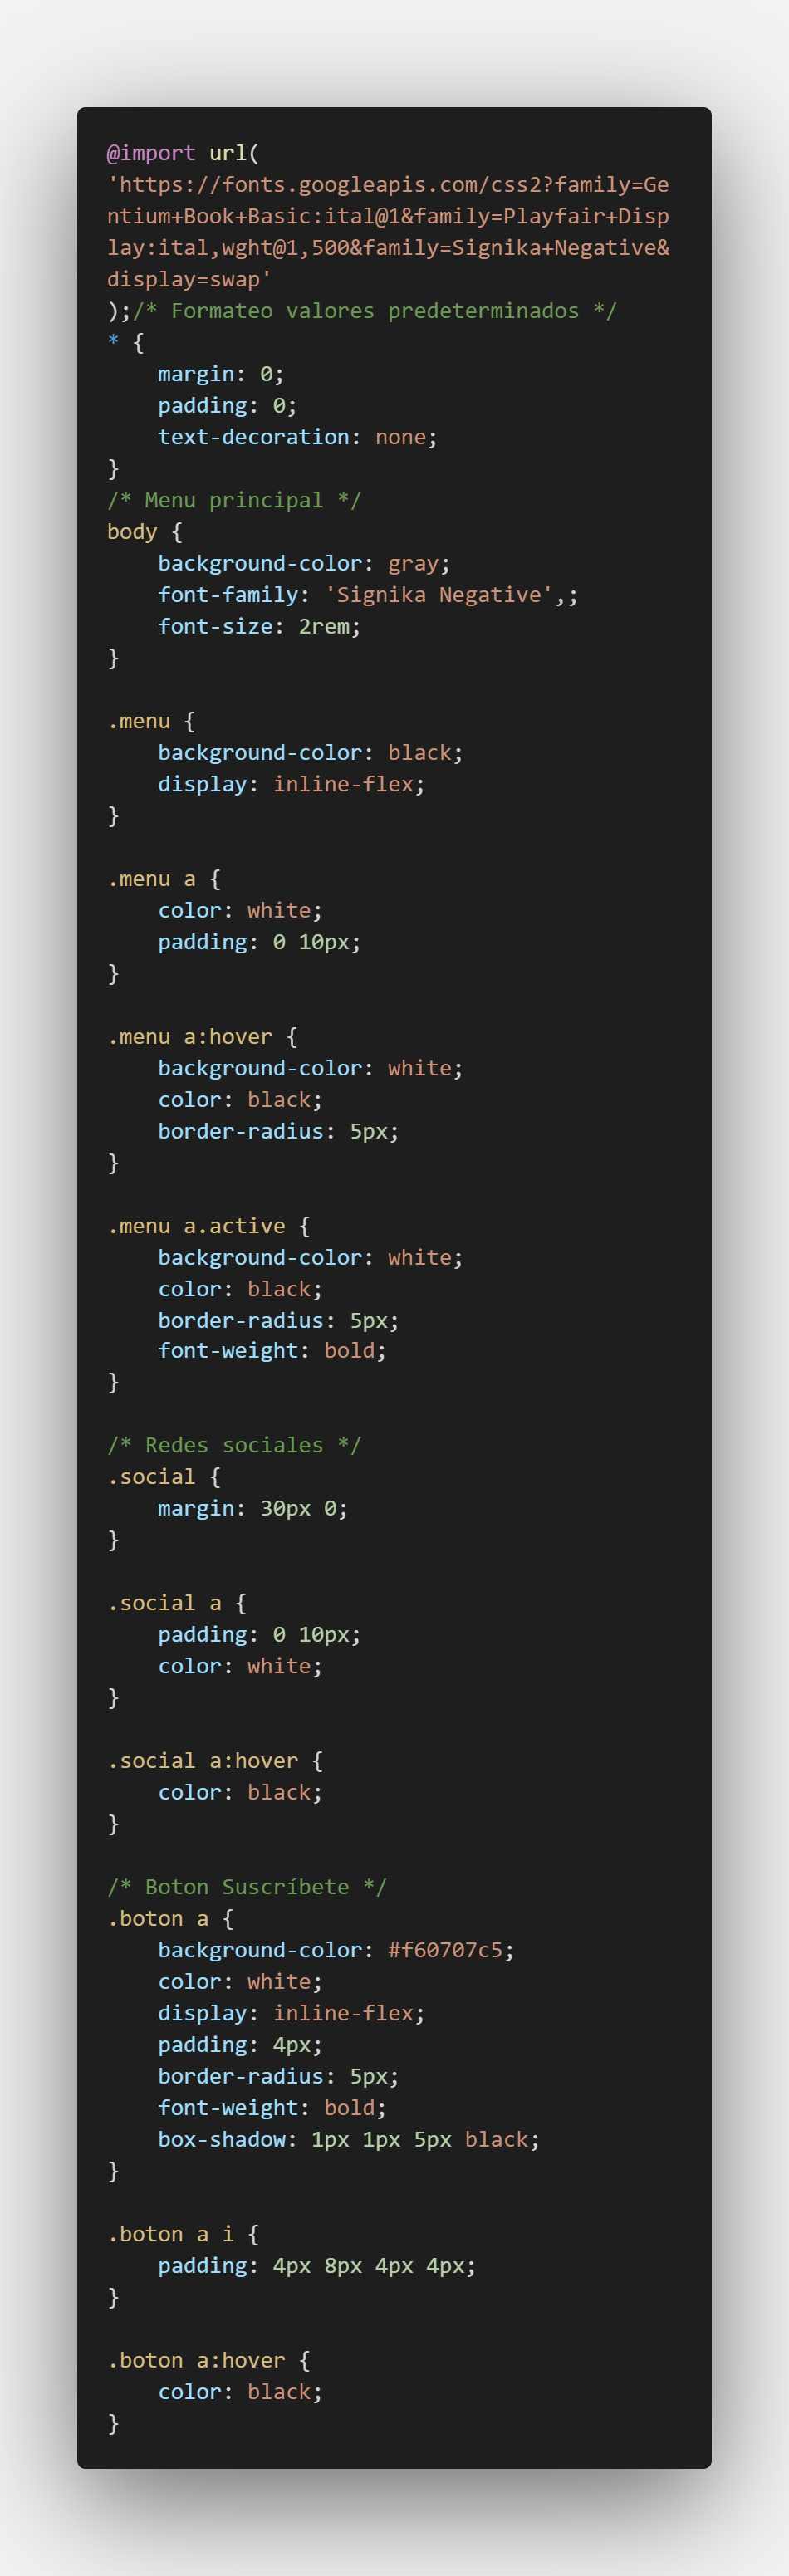 @import url(
'https://fonts.googleapis.com/css2?family=Ge
ntium+Book+Basic:ital@1&family=Playfair+Disp
lay:ital,wght@1,500&family=Signika+Negative&
display=swap'
);/* Formateo valores predeterminados */
* {
    margin: 0;
    padding: 0;
    text-decoration: none;
}
/* Menu principal */
body {
    background-color: gray;
    font-family: 'Signika Negative',;
    font-size: 2rem;
}

.menu {
    background-color: black;
    display: inline-flex;
}

.menu a {
    color: white;
    padding: 0 10px;
}

.menu a:hover {
    background-color: white;
    color: black;
    border-radius: 5px;
}

.menu a.active {
    background-color: white;
    color: black;
    border-radius: 5px;
    font-weight: bold;
}

/* Redes sociales */
.social {
    margin: 30px 0;
}

.social a {
    padding: 0 10px;
    color: white;
}

.social a:hover {
    color: black;
}

/* Boton Suscríbete */
.boton a {
    background-color: #f60707c5;
    color: white;
    display: inline-flex;
    padding: 4px;
    border-radius: 5px;
    font-weight: bold;
    box-shadow: 1px 1px 5px black;
}

.boton a i {
    padding: 4px 8px 4px 4px;
}

.boton a:hover {
    color: black;
}